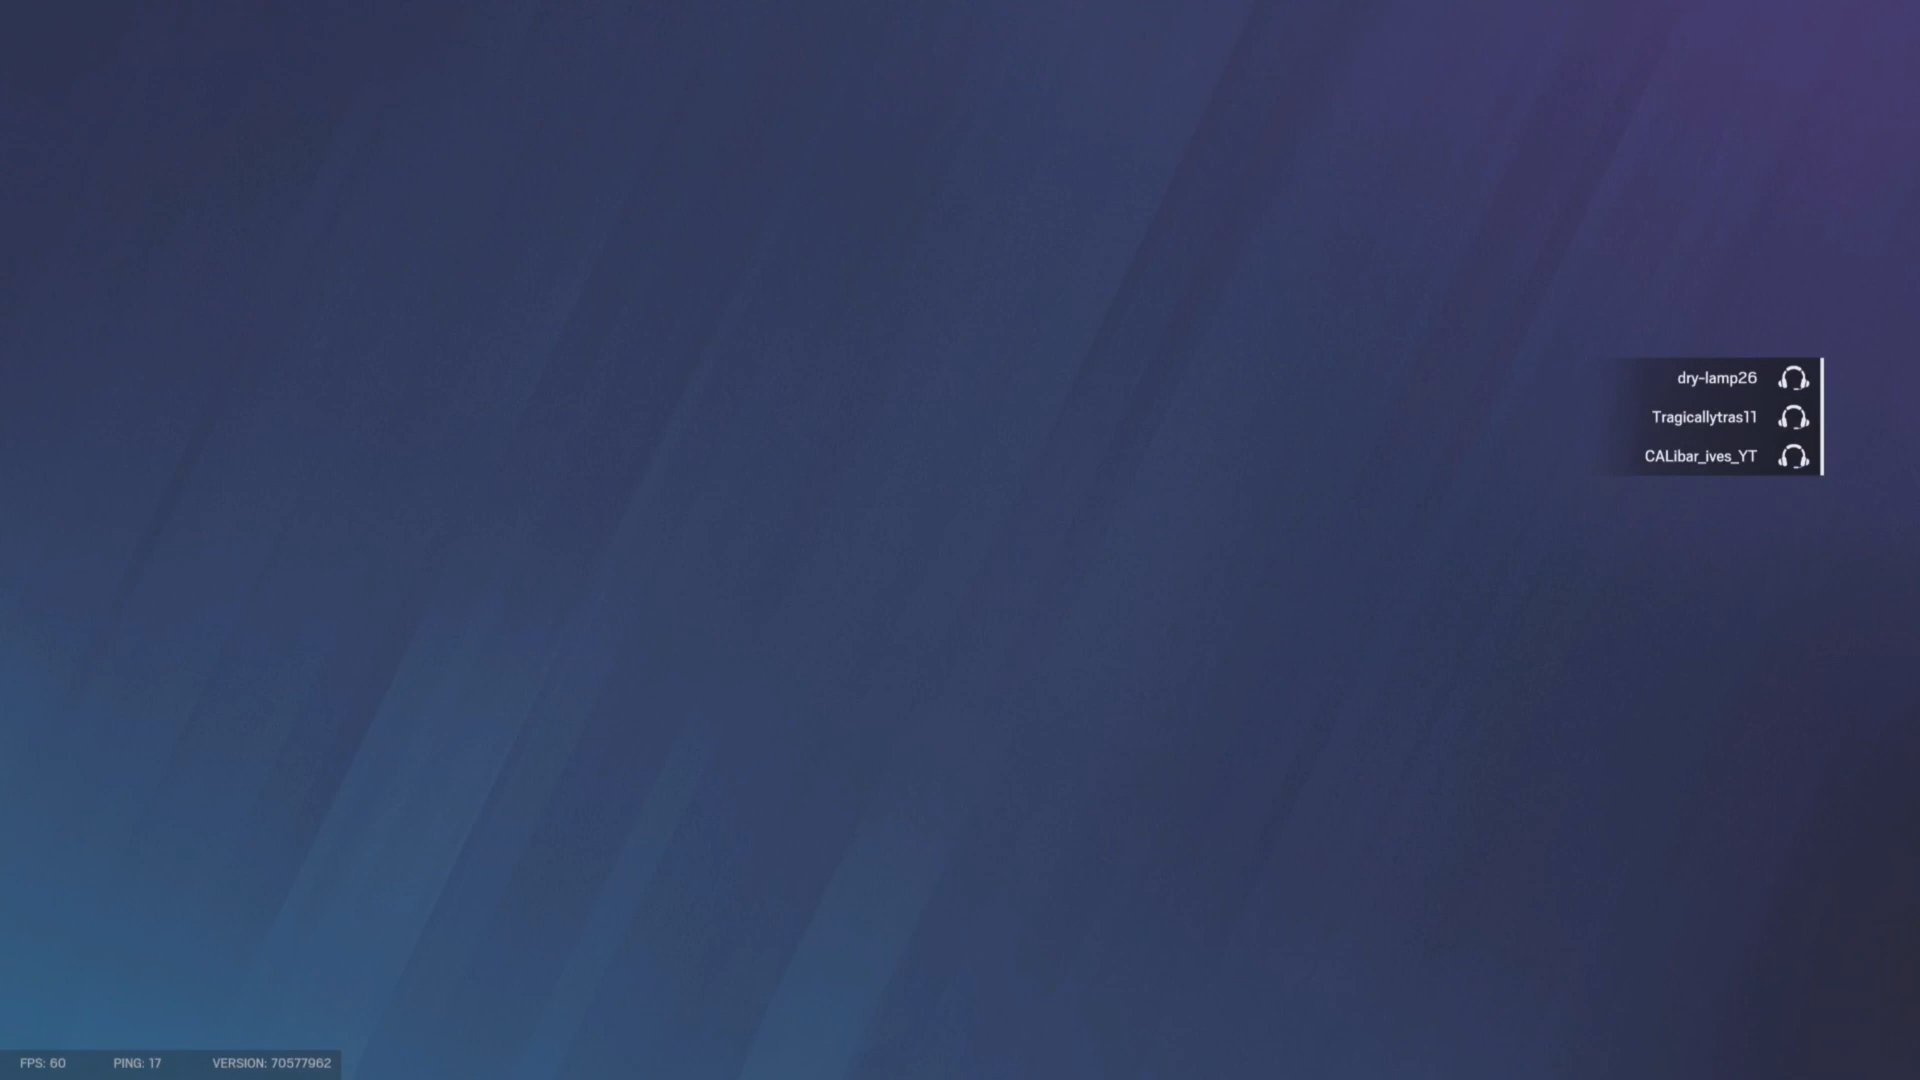 dry-lamp26
Tragicallytras11
CALibar_ives_YT
FPS: 60 PING: 17 VERSION: 70577962